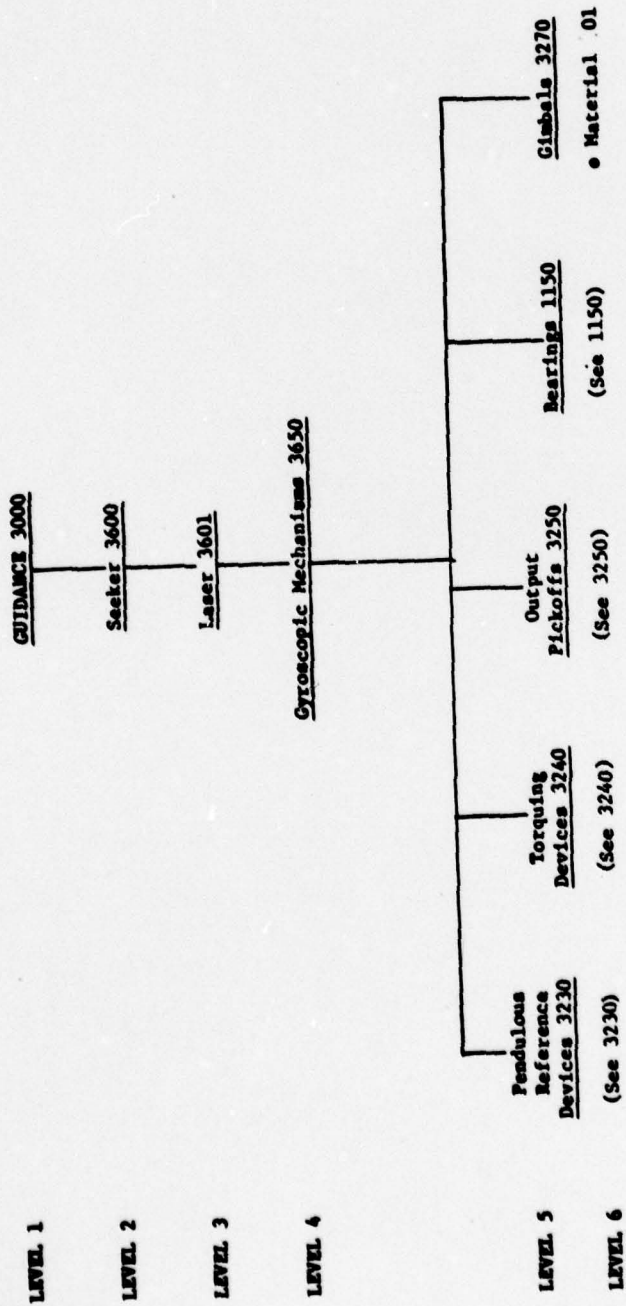 LEVEL 1
GUIDANCE 3000
LEVEL 2
Seeker 3600
LEVEL 3
Laser 3601
LEVEL 4
Gyroscopic Mechanisms 3650
LEVEL 5
Pendulous
Reference
Devices 3230
Torquing
Devices 3240
Output
Pickoffs 3250
Bearings 1150
Gimbals 3270
LEVEL 6
(See 3230)
(See 3240)
(See 3250)
(See 1150)
• Material .01